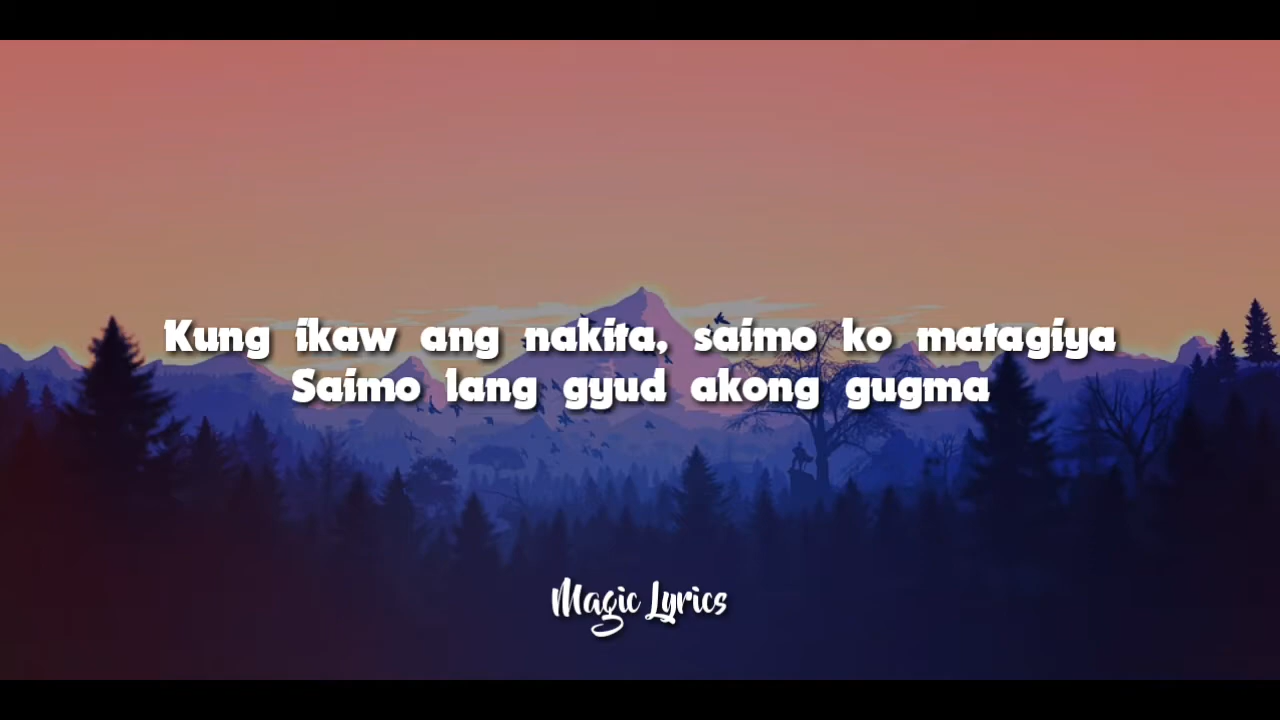 Kung ikaw ang nakita, saimo ko matagiya
Saimo lang gyud akong gugma
Magic Lyrics